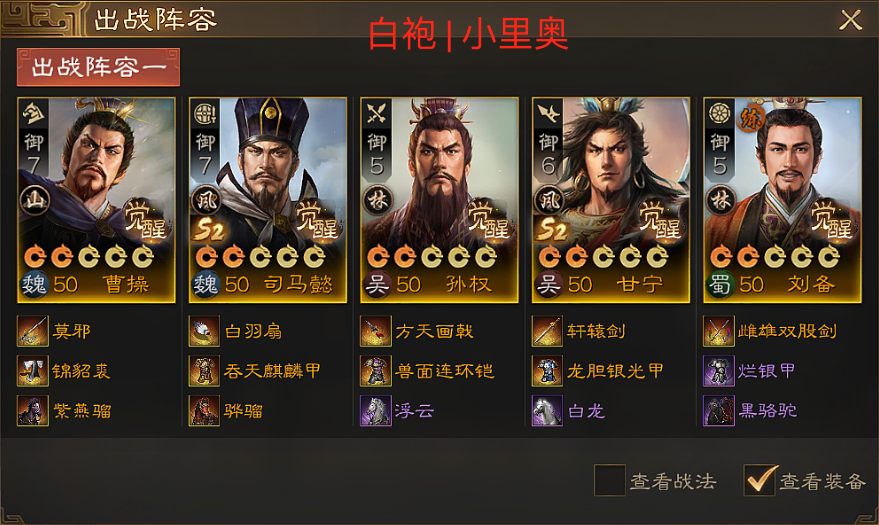 出战阵容
白袍|小里奥
出战阵容一
御 7 山 觉醒 魏 50 曹操
御 7 风 S2 觉醒 魏 50 司马懿
御 5 林 觉醒 吴 50 孙权
御 6 风 S2 觉醒 吴 50 甘宁
御 5 缘 林 觉醒 蜀 50 刘备
莫邪 白羽扇 方天画戟 轩辕剑 雌雄双股剑
锦貂裘 吞天麒麟甲 兽面连环铠 龙胆银光甲 烂银甲
紫燕骝 骅骝 浮云 白龙 黑骆驼
查看战法 查看装备